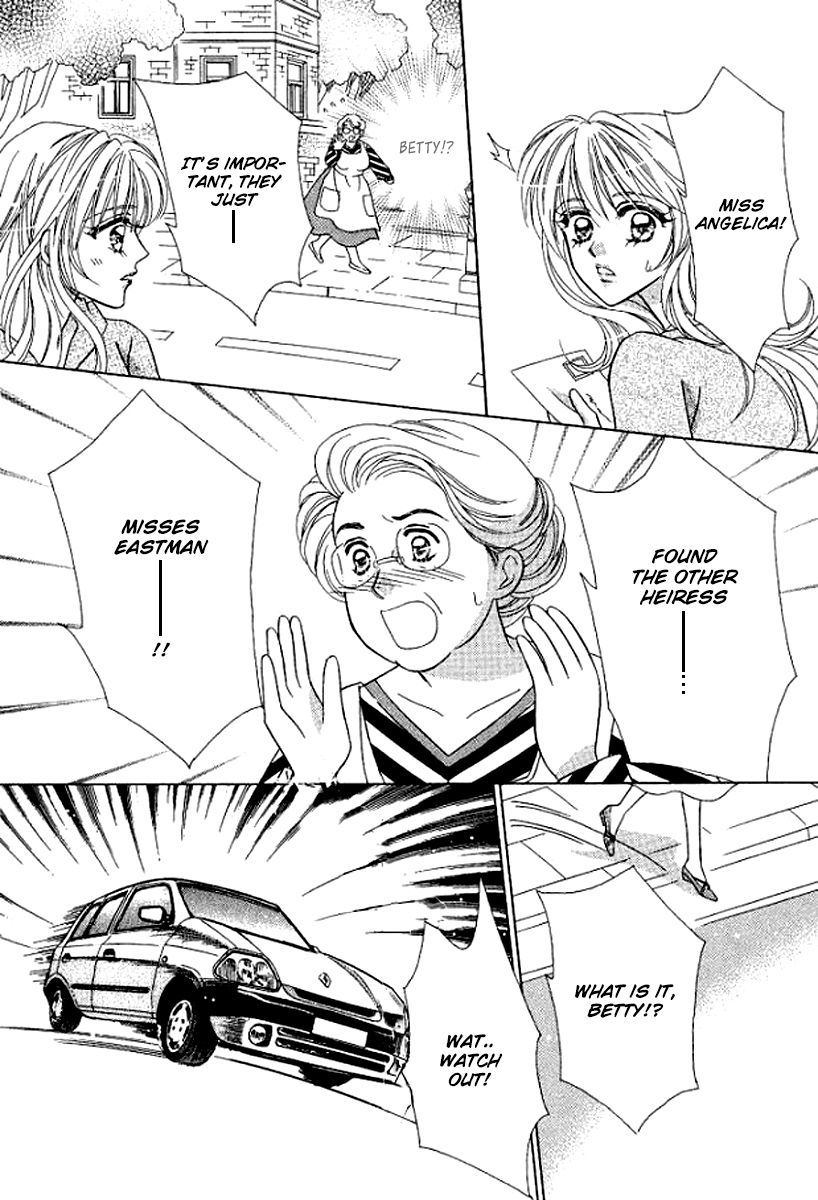 MISS
ANGELICA!
BETTY!?
IT'S IMPOR-
TANT, THEY
JUST
—
FOUND
THE OTHER
HEIRESS
—...
MISSES
EASTMAN
—
!!
WHAT IS IT,
BETTY!?
WAT..
WATCH
OUT!